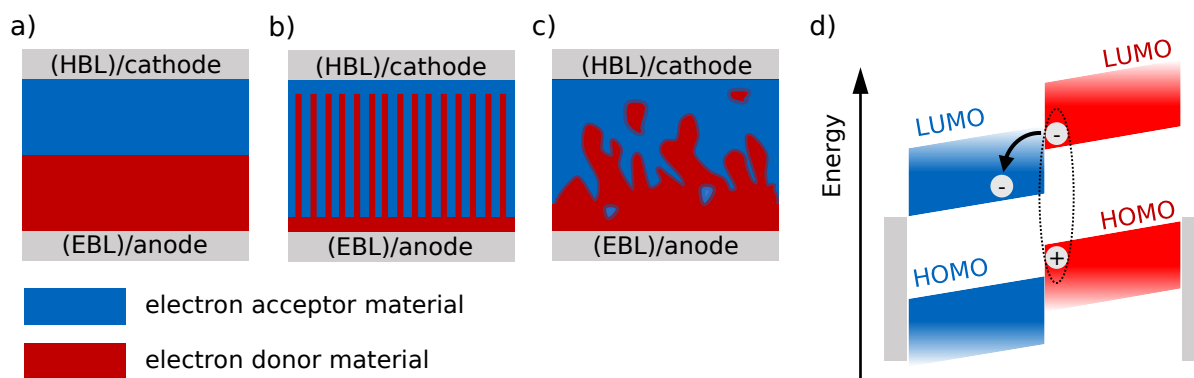 a)
(HBL)/cathode
(EBL)/anode
b)
(HBL)/cathode
(EBL)/anode
c)
(HBL)/cathode
(EBL)/anode
electron acceptor material
electron donor material
d)
Energy
LUMO
LUMO
-
-
HOMO
+
HOMO